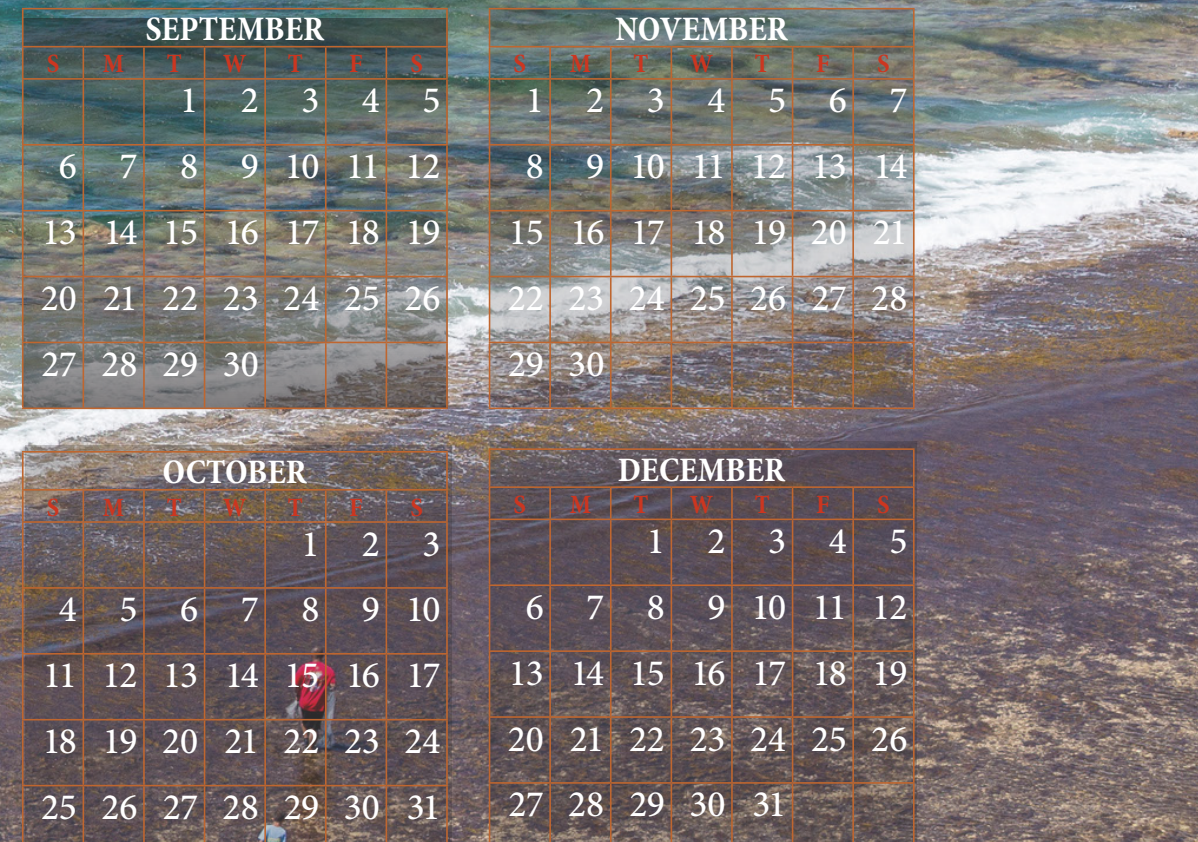 SEPTEMBER
S M T W T F S
1 2 3 4 5
6 7 8 9 10 11 12
13 14 15 16 17 18 19
20 21 22 23 24 25 26
27 28 29 30
OCTOBER
S M T W T F S
1 2 3
4 5 6 7 8 9 10
11 12 13 14 15 16 17
18 19 20 21 22 23 24
25 26 27 28 29 30 31
NOVEMBER
S M T W T F S
1 2 3 4 5 6 7
8 9 10 11 12 13 14
15 16 17 18 19 20 21
22 23 24 25 26 27 28
29 30
DECEMBER
S M T W T F S
1 2 3 4 5
6 7 8 9 10 11 12
13 14 15 16 17 18 19
20 21 22 23 24 25 26
27 28 29 30 31